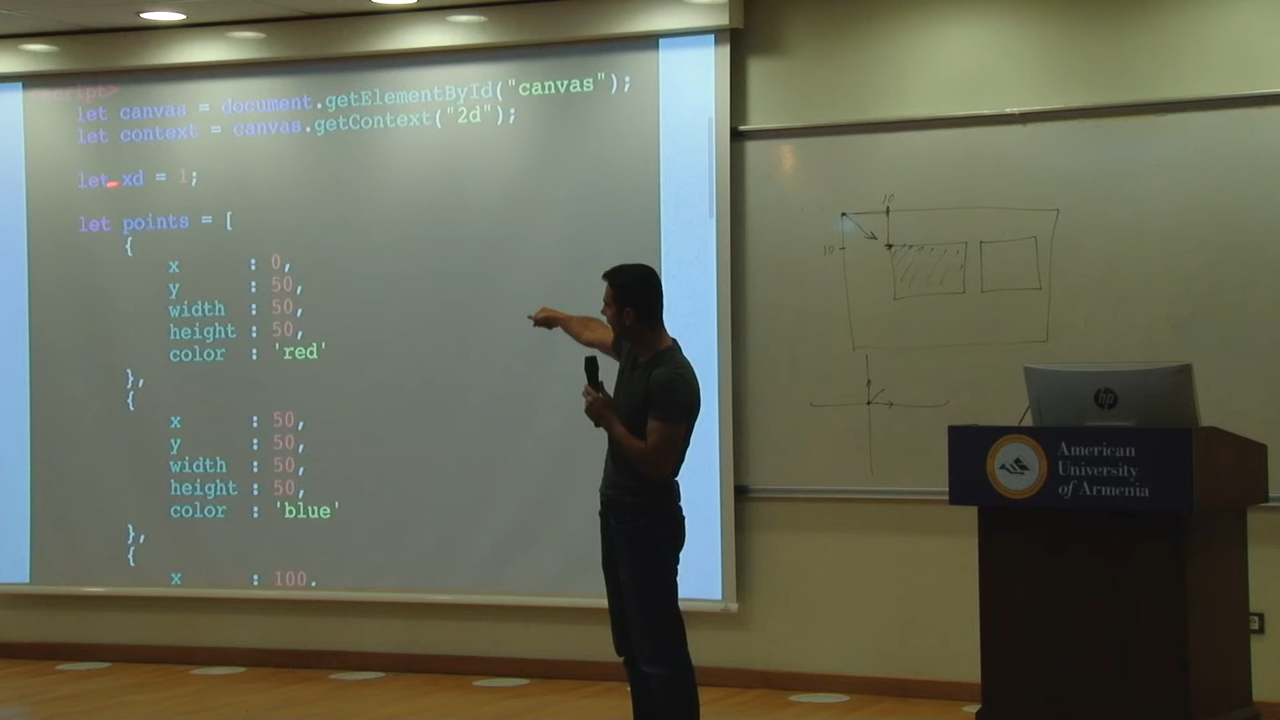 script>
let canvas = document.getElementById("canvas");
let context = canvas.getContext("2d");
let xd = 1;
let points = [
{
x : 0,
y : 50,
width : 50,
height : 50,
color : 'red'
},
{
x : 50,
y : 50,
width : 50,
height : 50,
color : 'blue'
},
{
x : 100,
10
10
hp
American
University
of Armenia